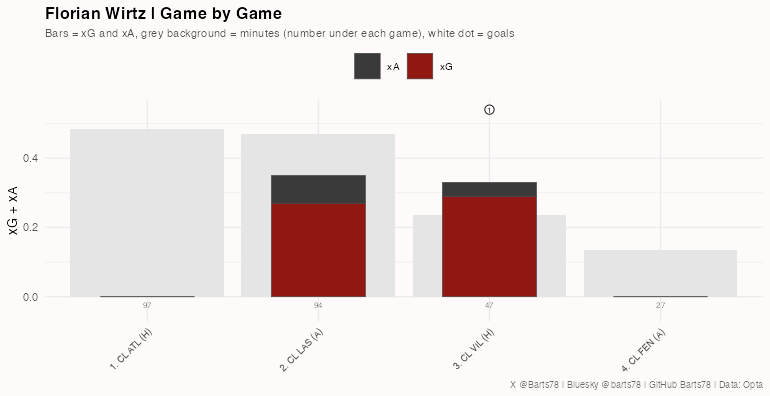 Florian Wirtz | Game by Game
Bars = xG and xA, grey background = minutes (number under each game), white dot = goals
xA
xG
1
xG + xA
0.4
0.2
0.0
97
94
47
27
1. CL ATL (H)
2. CL LAS (A)
3. CL VIL (H)
4. CL FEN (A)
X @Barts78 | Bluesky @barts78 | GitHub Barts78 | Data: Opta